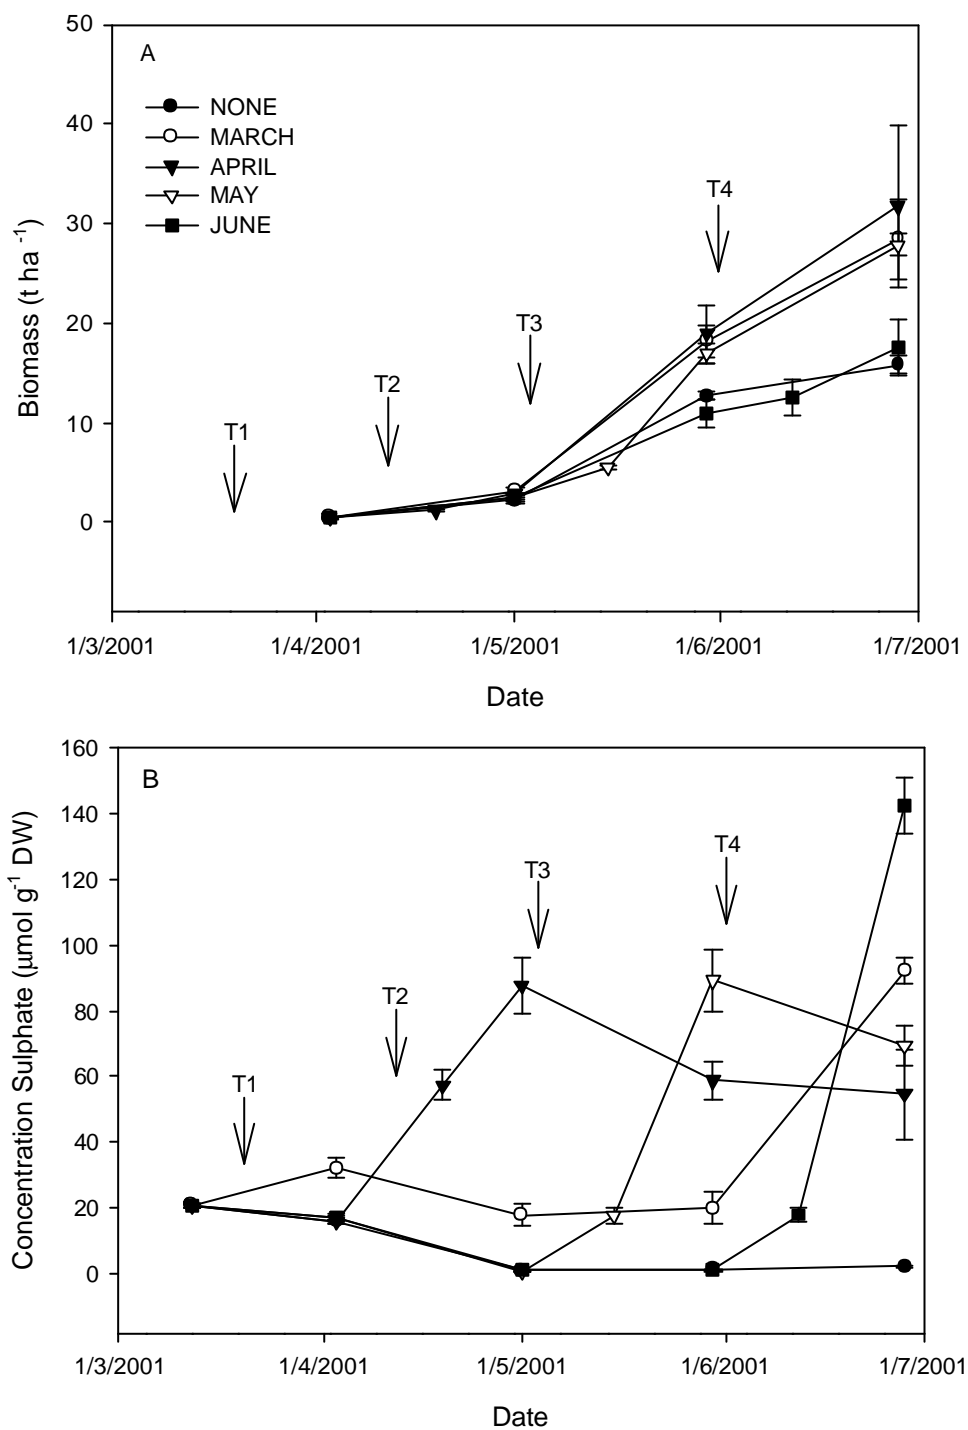 50
A
NONE
40
MARCH
APRIL
T4
MAY
30
JUNE
Biomass (t ha -1)
20
T3
T2
10
T1
0
1/3/2001 1/4/2001 1/5/2001 1/6/2001 1/7/2001
Date
160
B
140
T4
120
T3
100
T2
80
T1
60
40
20
0
Concentration Sulphate (μmol g-1 DW)
1/3/2001 1/4/2001 1/5/2001 1/6/2001 1/7/2001
Date